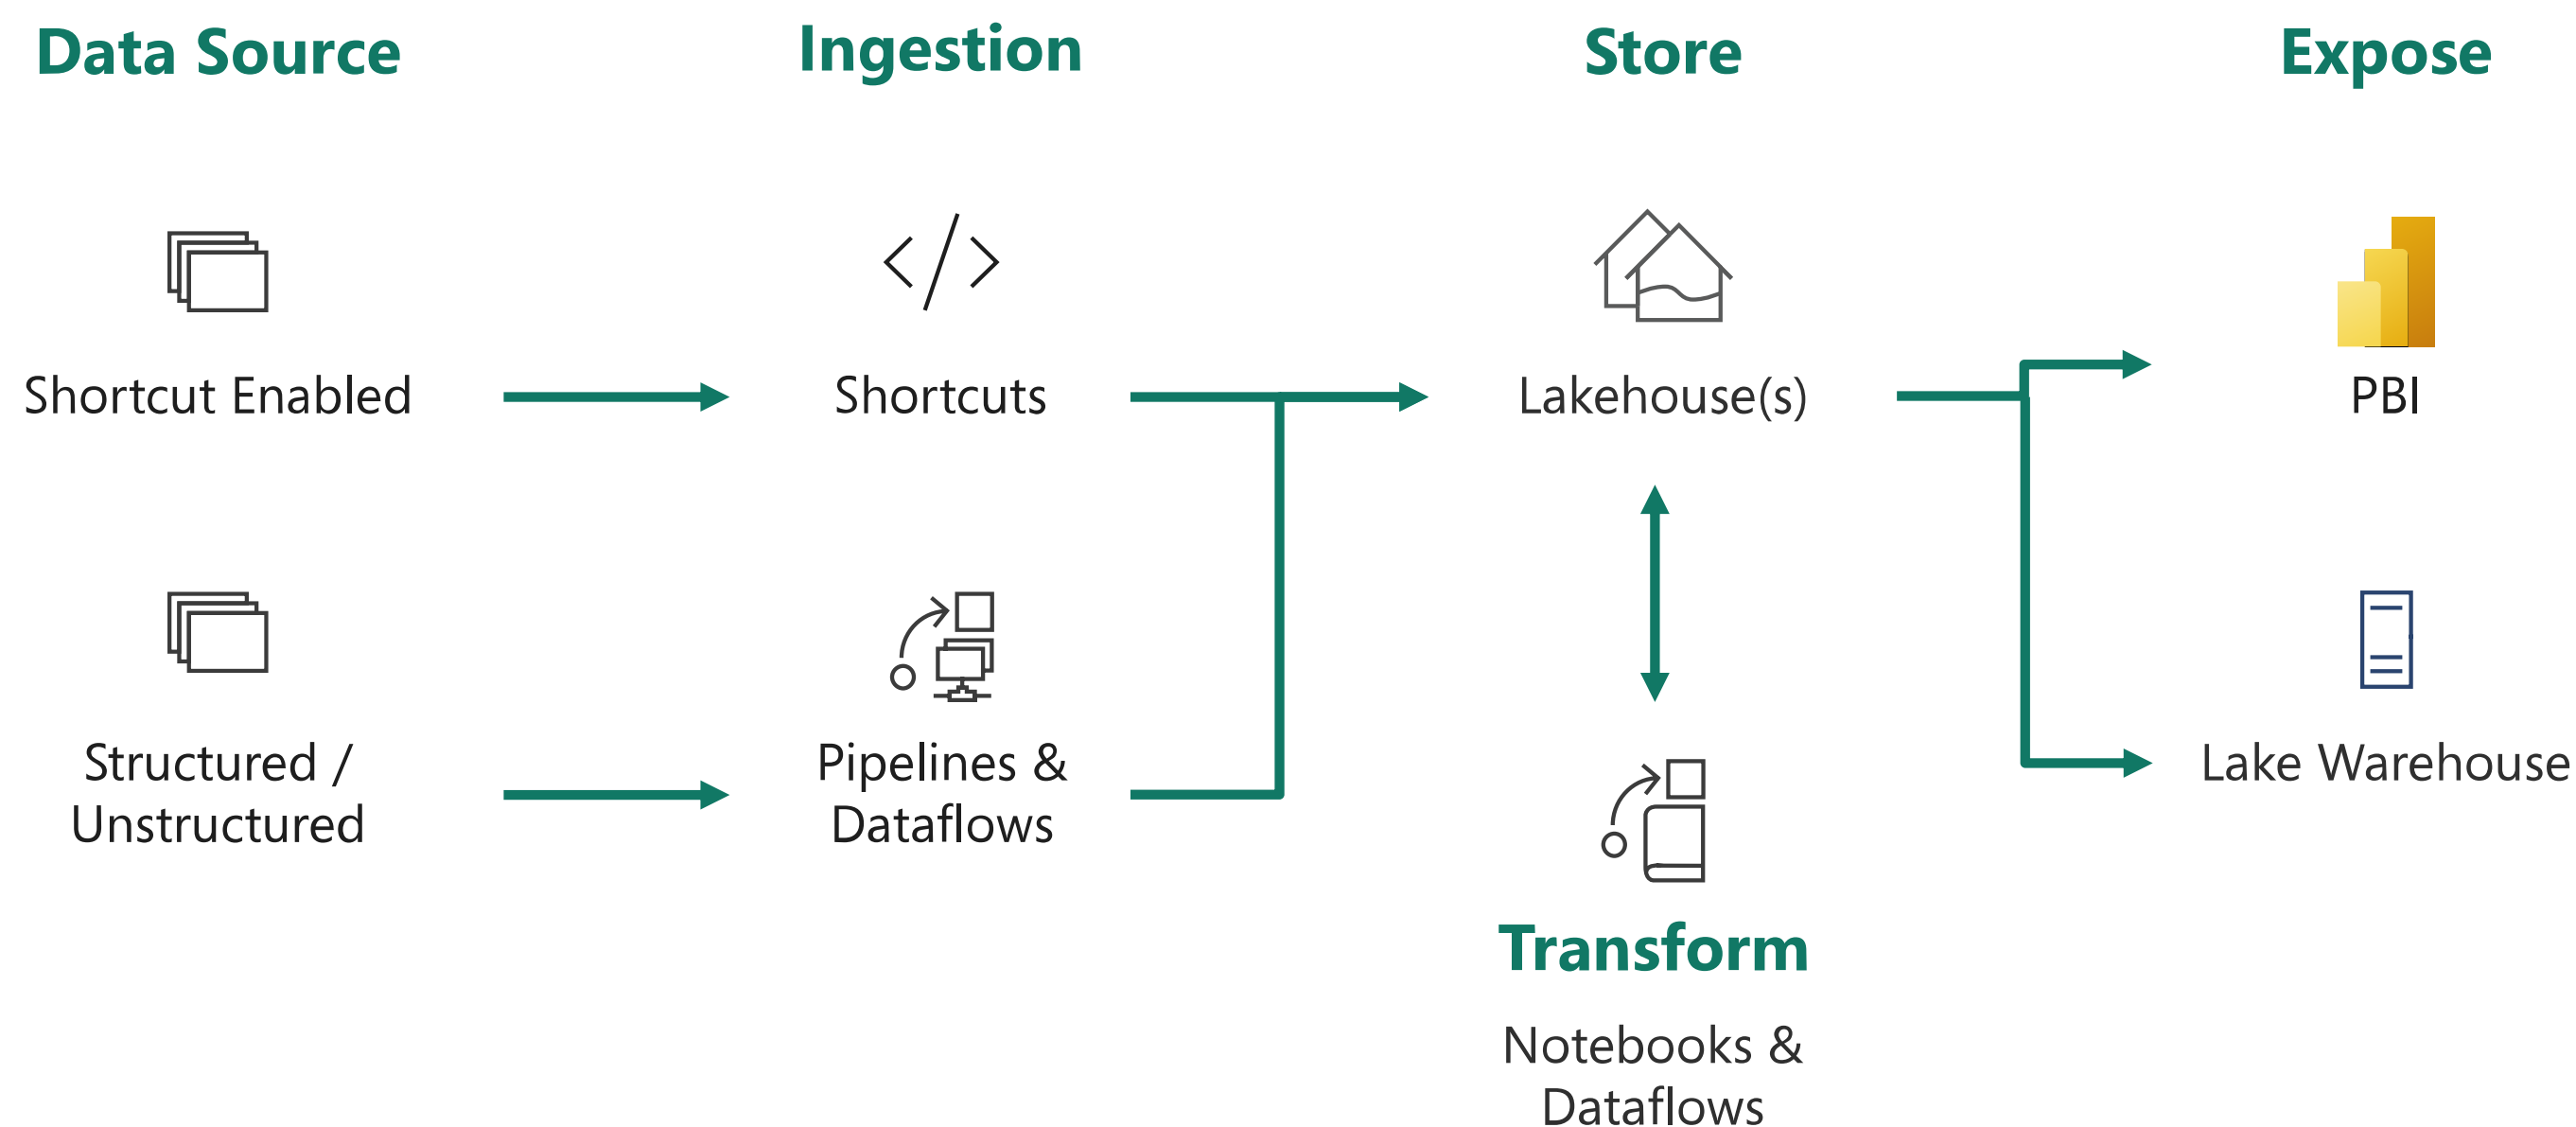 Data Source
Ingestion
Store
Expose
Shortcut Enabled
Shortcuts
Lakehouse(s)
PBI
Structured /
Unstructured
Pipelines &
Dataflows
Lake Warehouse
Transform
Notebooks &
Dataflows